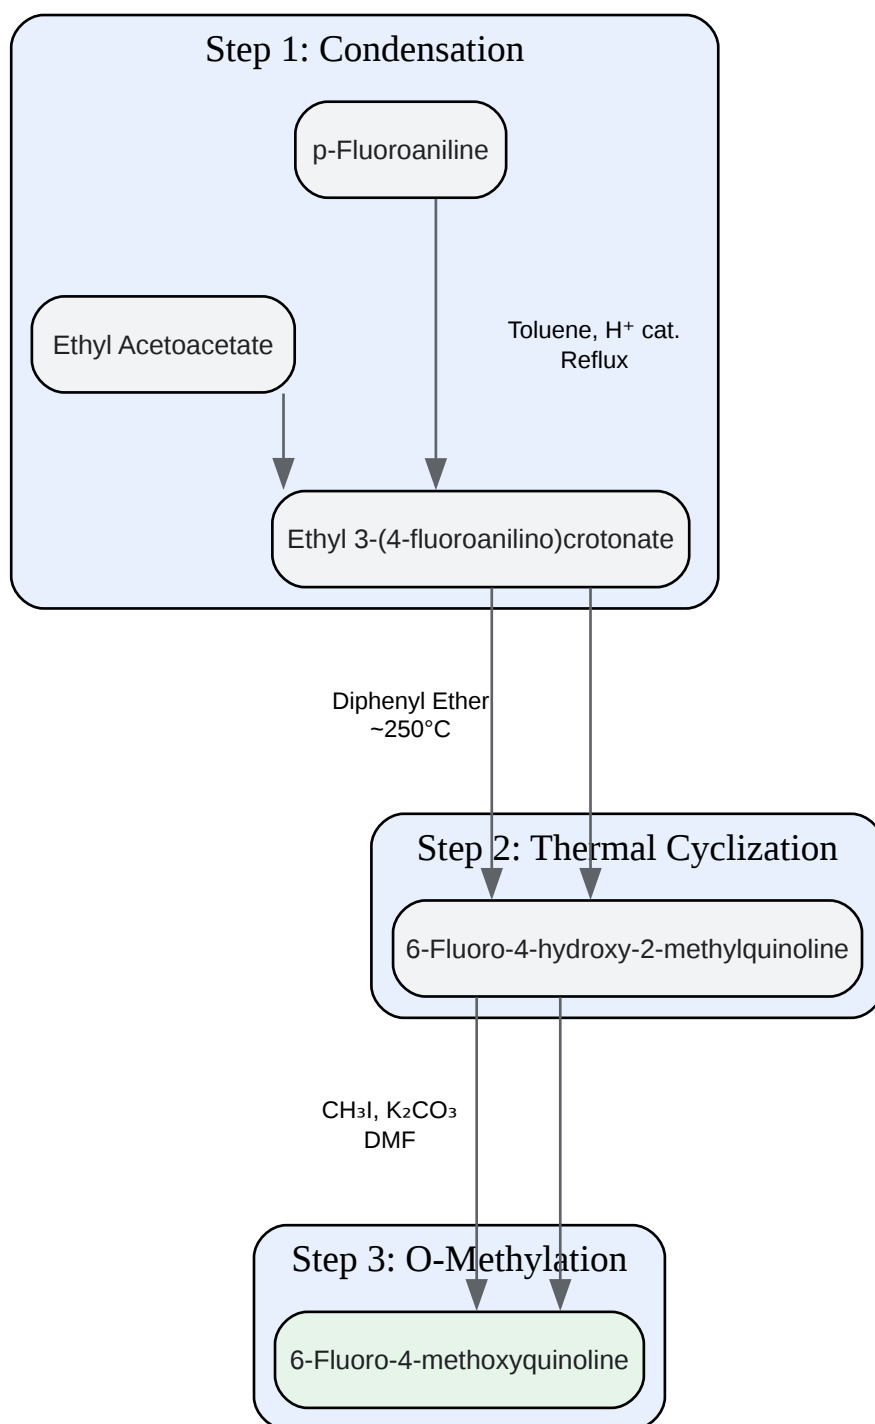 Step 1: Condensation
p-Fluoroaniline
Ethyl Acetoacetate
Toluene, H⁺ cat.
Reflux
Ethyl 3-(4-fluoroanilino)crotonate
Diphenyl Ether
~250°C
Step 2: Thermal Cyclization
6-Fluoro-4-hydroxy-2-methylquinoline
CH₃I, K₂CO₃
DMF
Step 3: O-Methylation
6-Fluoro-4-methoxyquinoline